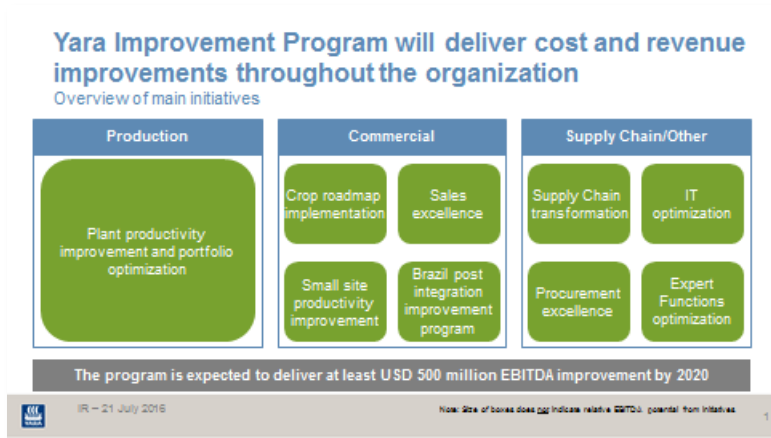 Yara Improvement Program will deliver cost and revenue
improvements throughout the organization
Overview of main initiatives
Production
Commercial
Supply Chain/Other
Plant productivity
improvement and portfolio
optimization
Crop roadmap
implementation
Sales
excellence
Small site
productivity
improvement
Brazil post
integration
improvement
program
Supply Chain
transformation
IT
optimization
Procurement
excellence
Expert
Functions
optimization
The program is expected to deliver at least USD 500 million EBITDA improvement by 2020
YARA
IR – 21 July 2016
Note: Size of boxes does not indicate relative EBITDA potential from initiatives
1